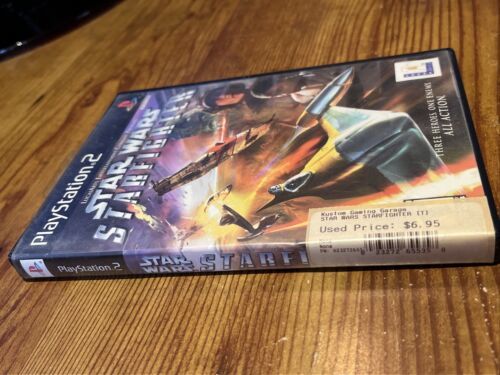 PlayStation 2
STAR WARS
STARFIGHTER
THREE HEROES. ONE ENEMY.
ALL ACTION.
Kustom Gaming Garage
STAR WARS STARFIGHTER (T)
Used Price: $6.95
None
PlayStation 2
STAR WARS
STARFI